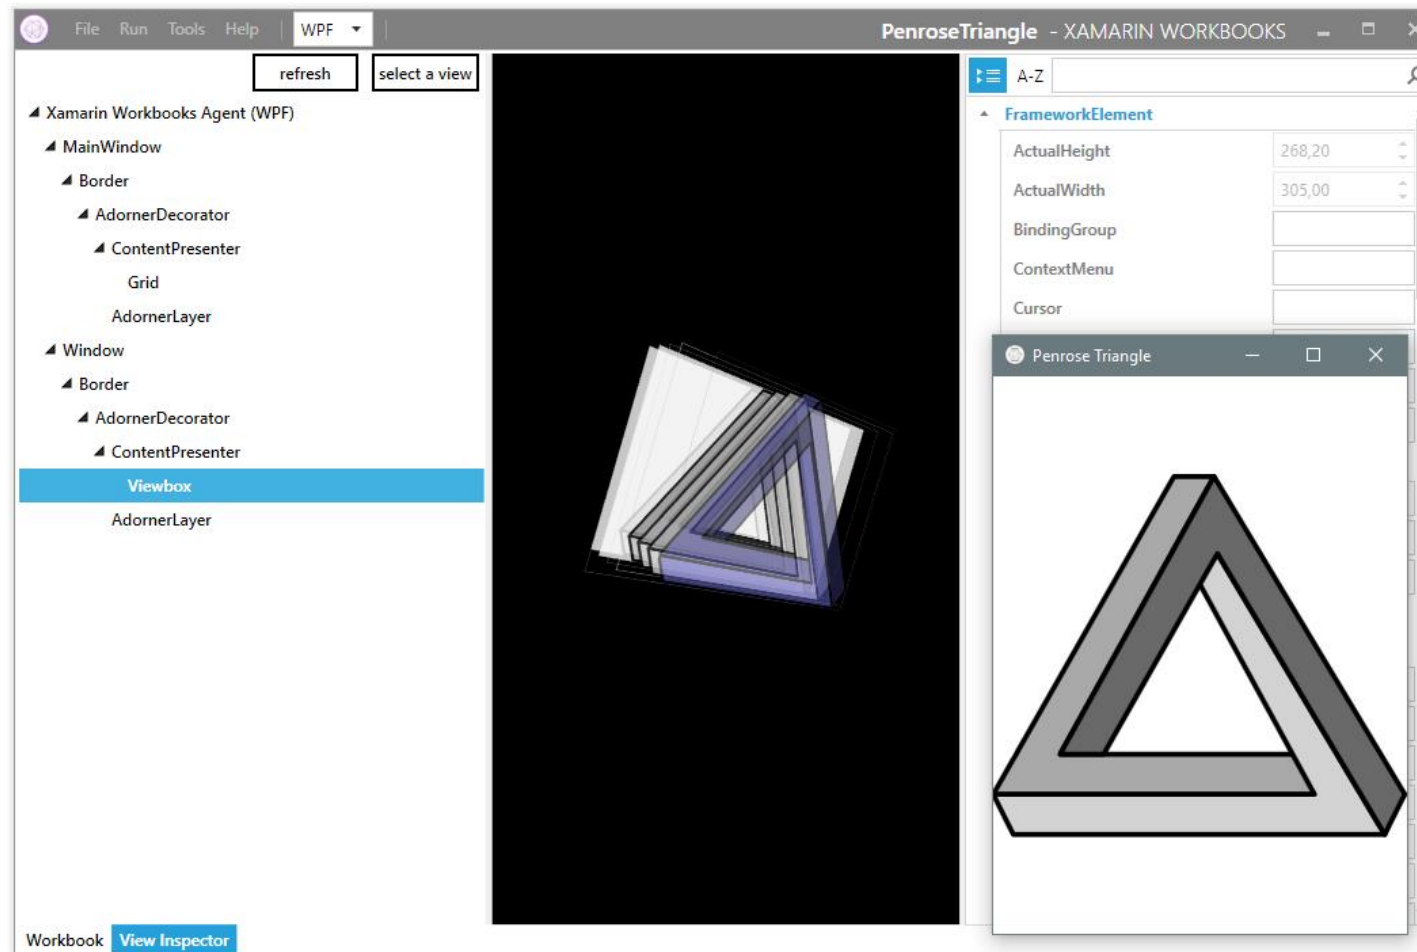 File Run Tools Help WPF PenroseTriangle - XAMARIN WORKBOOKS
refresh select a view
Xamarin Workbooks Agent (WPF)
MainWindow
Border
AdornerDecorator
ContentPresenter
Grid
AdornerLayer
Window
Border
AdornerDecorator
ContentPresenter
Viewbox
AdornerLayer
A-Z
FrameworkElement
ActualHeight 268,20
ActualWidth 305,00
BindingGroup
ContextMenu
Cursor
Penrose Triangle
Workbook View Inspector